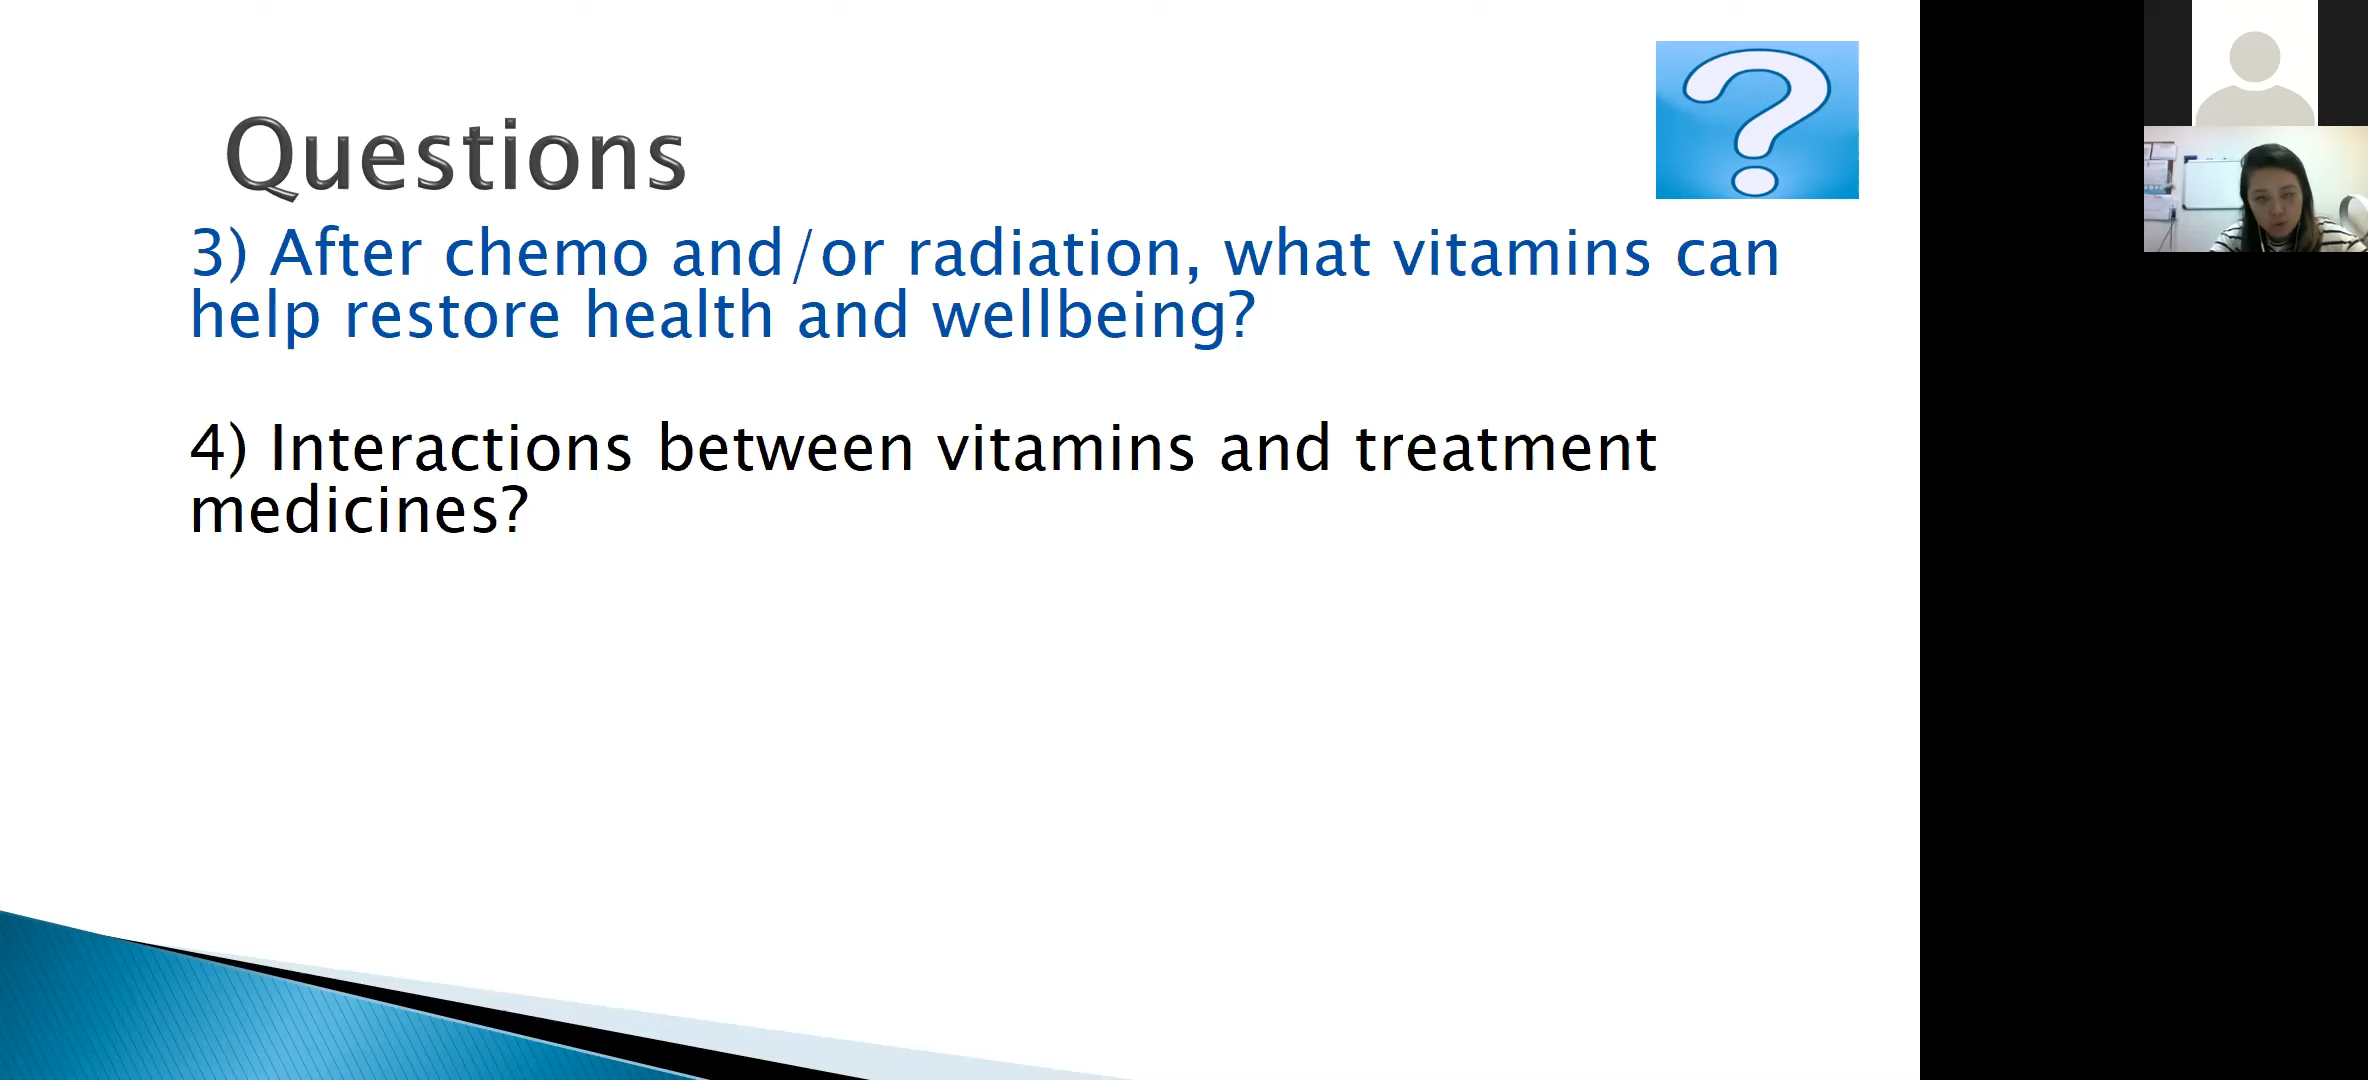 Questions
3) After chemo and/or radiation, what vitamins can
help restore health and wellbeing?
4) Interactions between vitamins and treatment
medicines?